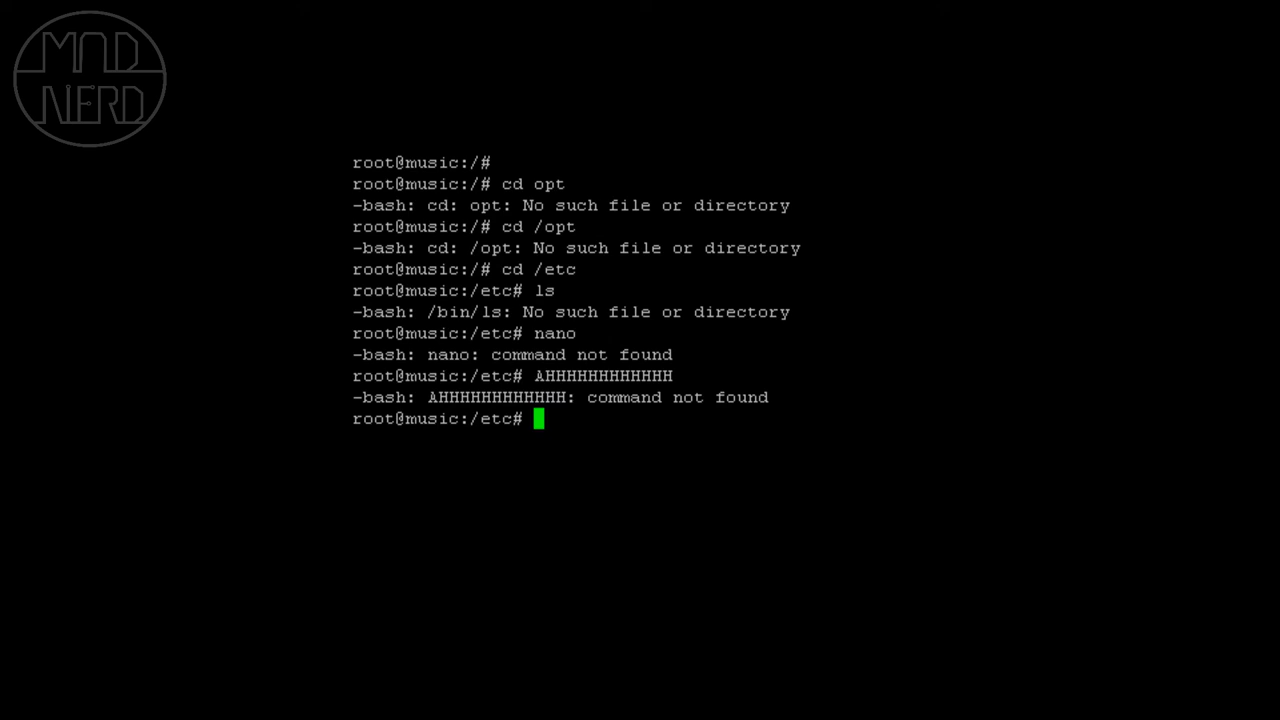 MAD
NERD
root@music:/#
root@music:/# cd opt
-bash: cd: opt: No such file or directory
root@music:/# cd /opt
-bash: cd: /opt: No such file or directory
root@music:/# cd /etc
root@music:/etc# ls
-bash: /bin/ls: No such file or directory
root@music:/etc# nano
-bash: nano: command not found
root@music:/etc# AHHHHHHHHHHHH
-bash: AHHHHHHHHHHHH: command not found
root@music:/etc#